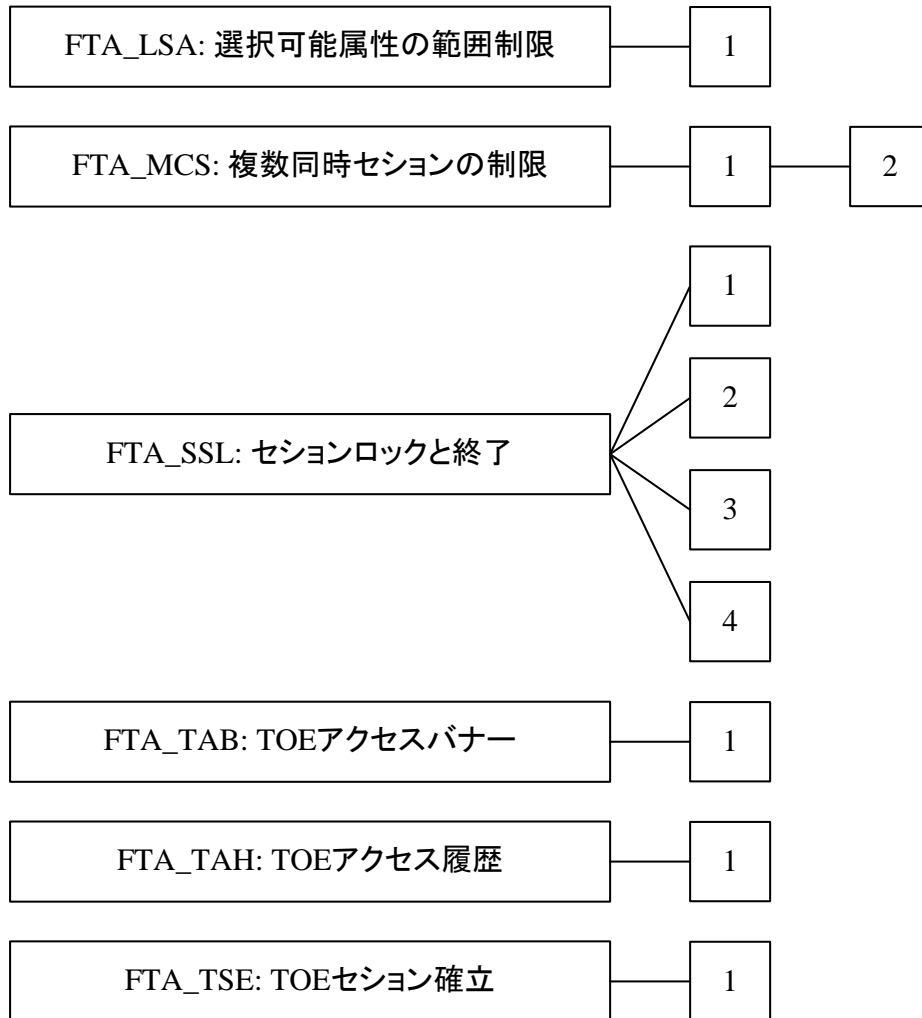 FTA_LSA: 選択可能属性の範囲制限 1
FTA_MCS: 複数同時セションの制限 1 2
1
2
FTA_SSL: セションロックと終了
3
4
FTA_TAB: TOEアクセスバナー 1
FTA_TAH: TOEアクセス履歴 1
FTA_TSE: TOEセション確立 1